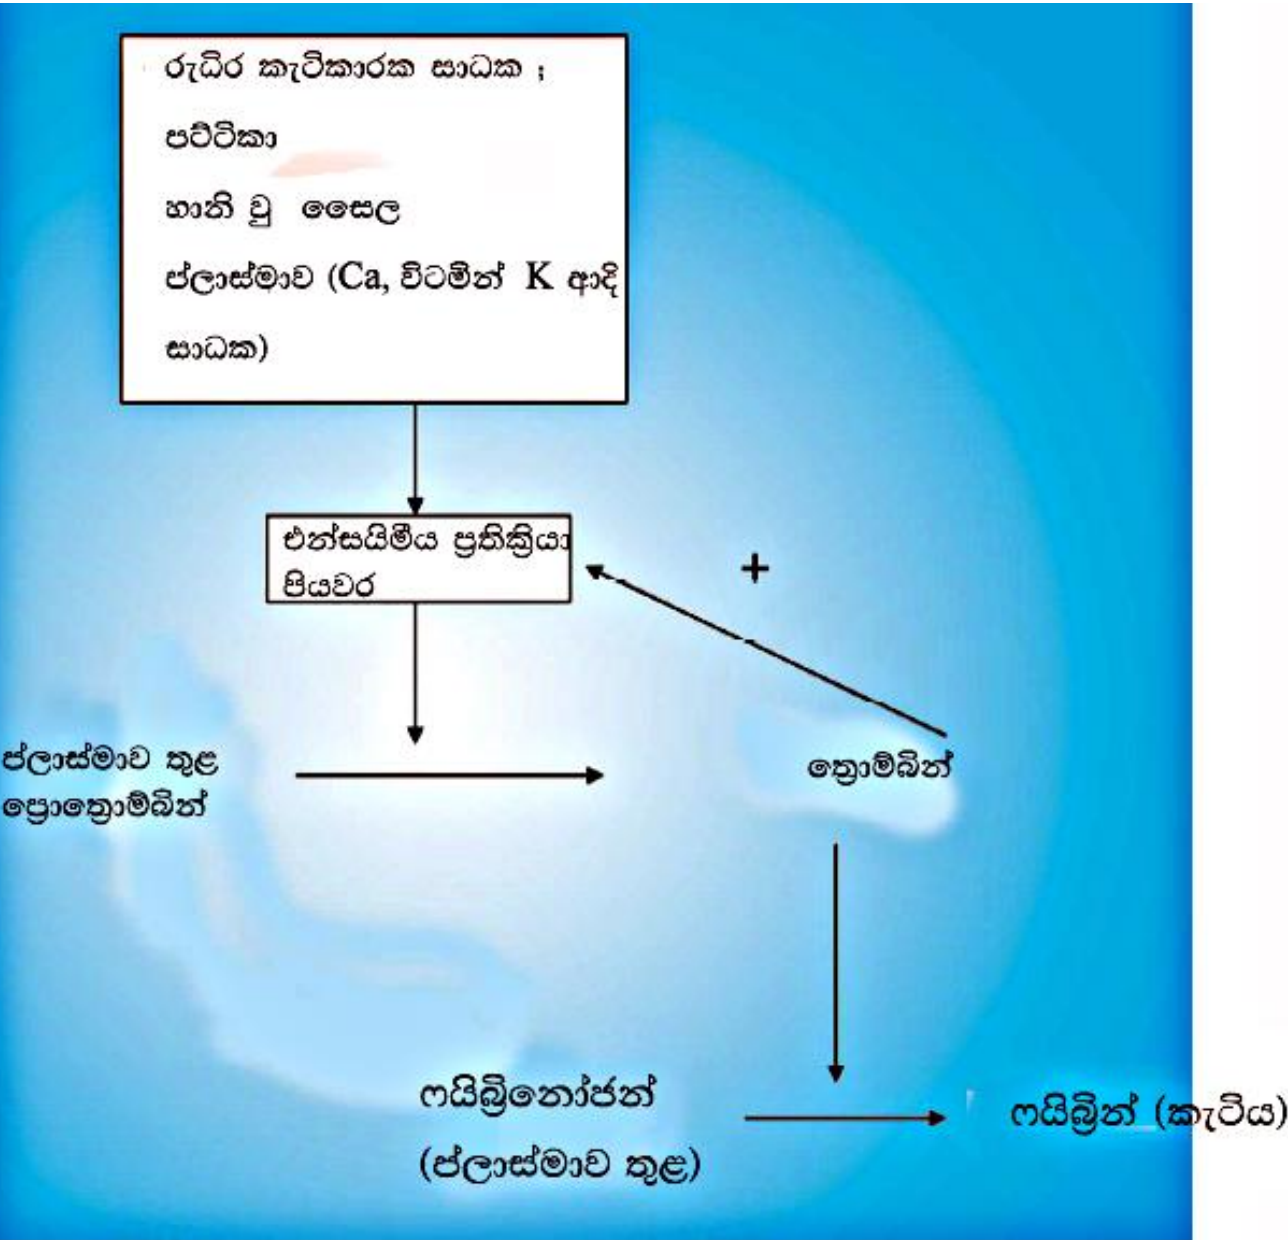 රුධිර කැටිකාරක සාධක ;
පට්ටිකා
හානි වු සෛල
ප්ලාස්මාව (Ca, විටමින් K ආදි
සාධක)
එන්සයිමීය ප්‍රතික්‍රියා
පියවර
+
ප්ලාස්මාව තුළ
ප්‍රොත්‍රොම්බින්
ත්‍රොම්බින්
ෆයිබ්‍රිනෝජන්
(ප්ලාස්මාව තුළ)
ෆයිබ්‍රින් (කැටිය)